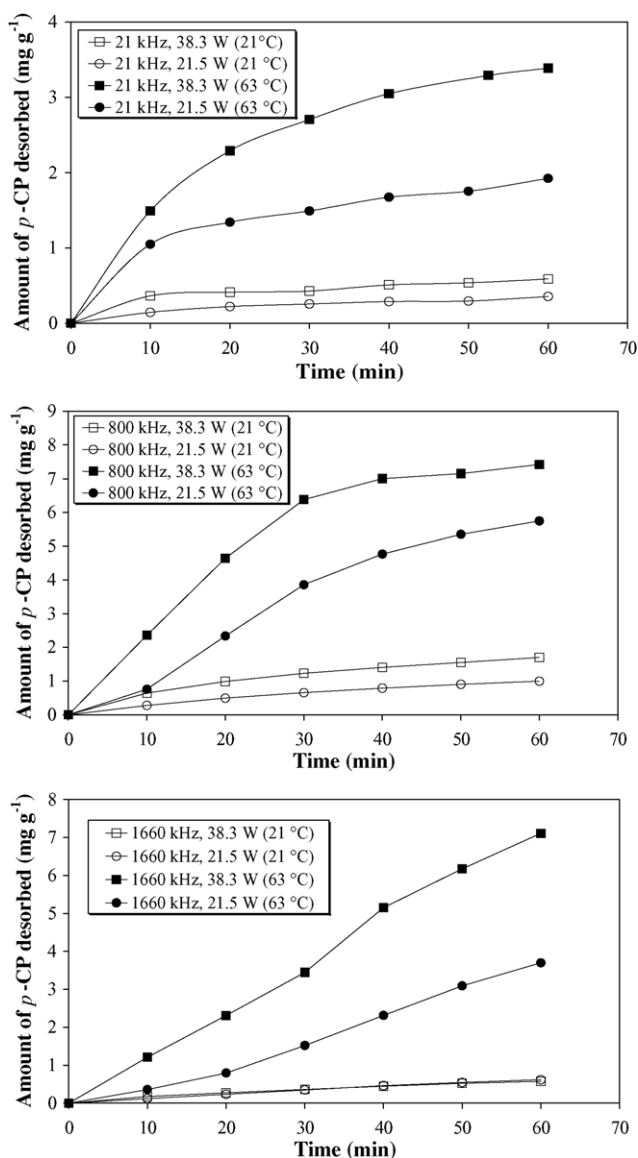 4
3
2
1
0
Amount of p-CP desorbed (mg g-1)
21 kHz, 38.3 W (21°C)
21 kHz, 21.5 W (21 °C)
21 kHz, 38.3 W (63 °C)
21 kHz, 21.5 W (63 °C)
0 10 20 30 40 50 60 70
Time (min)
9
8
7
6
5
4
3
2
1
0
Amount of p-CP desorbed (mg g-1)
800 kHz, 38.3 W (21 °C)
800 kHz, 21.5 W (21 °C)
800 kHz, 38.3 W (63 °C)
800 kHz, 21.5 W (63 °C)
0 10 20 30 40 50 60 70
Time (min)
8
7
6
5
4
3
2
1
0
Amount of p-CP desorbed (mg g-1)
1660 kHz, 38.3 W (21 °C)
1660 kHz, 21.5 W (21 °C)
1660 kHz, 38.3 W (63 °C)
1660 kHz, 21.5 W (63 °C)
0 10 20 30 40 50 60 70
Time (min)